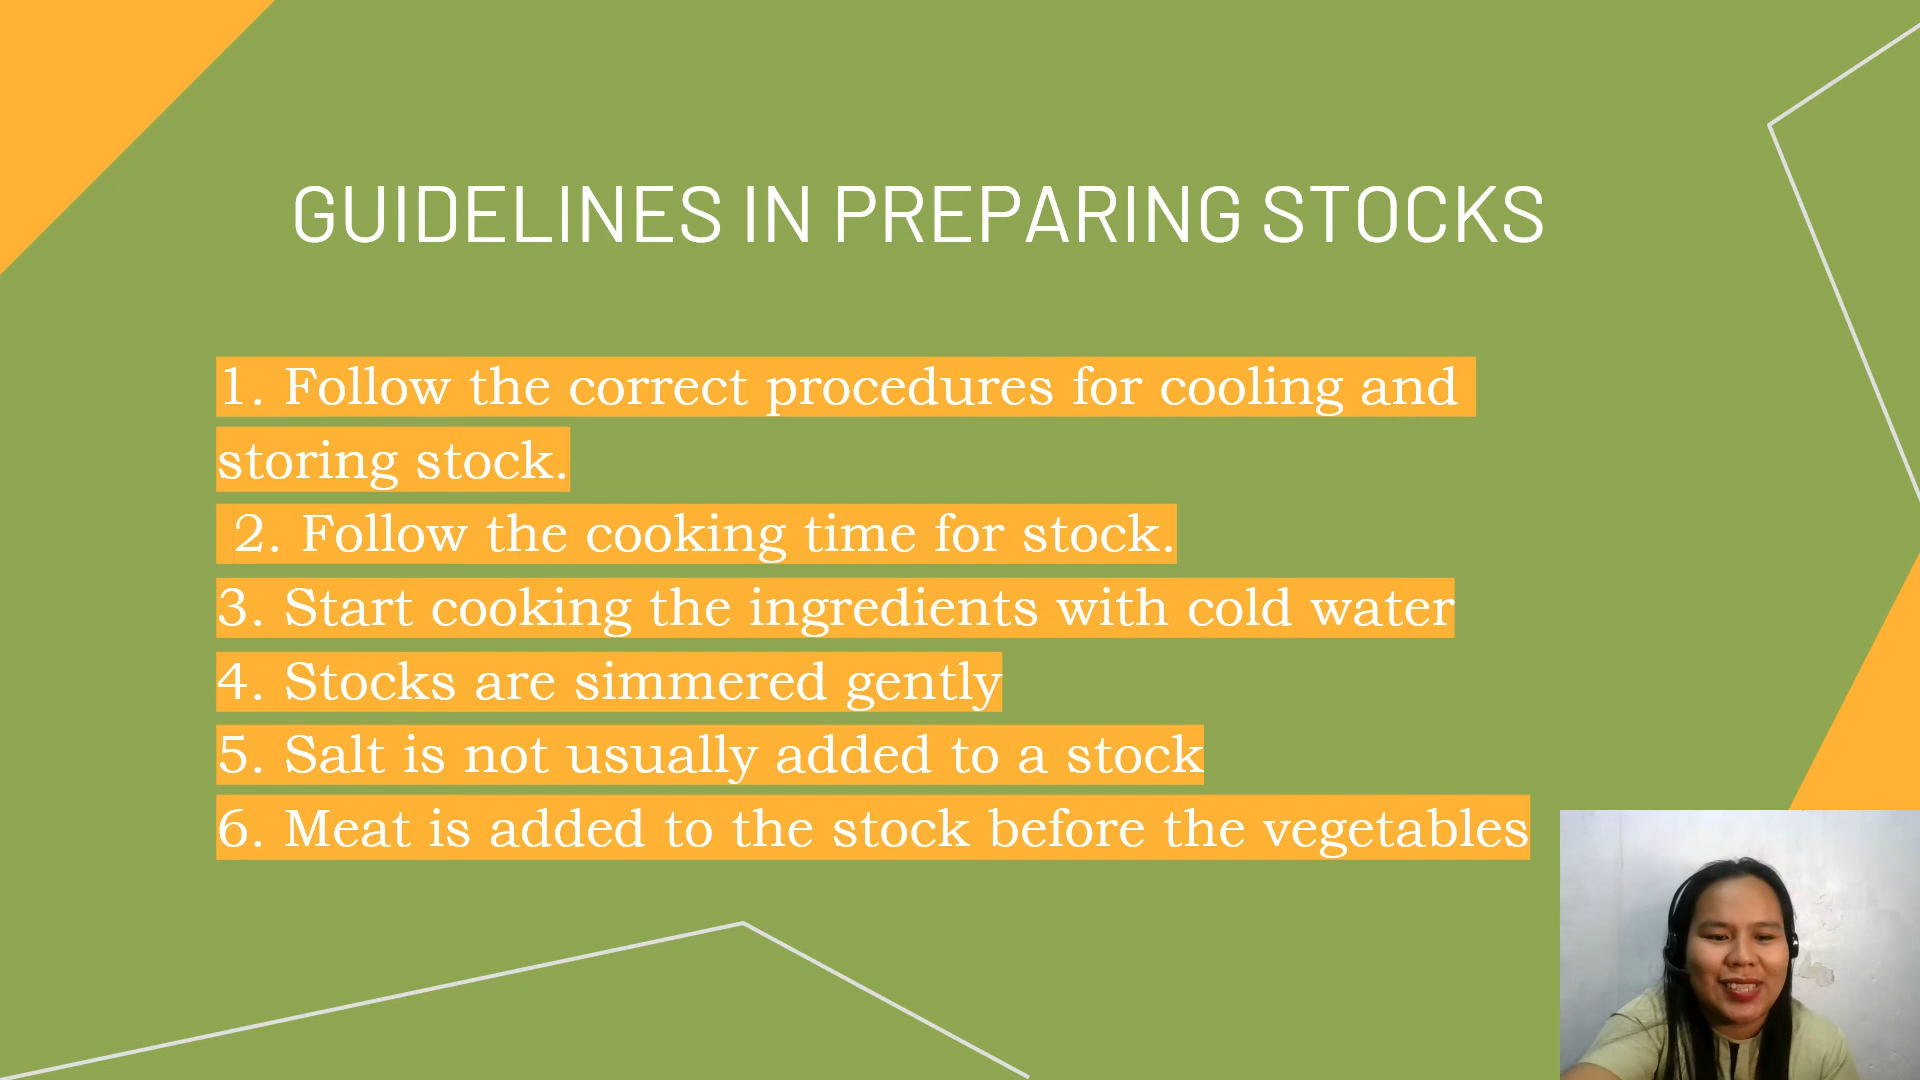 GUIDELINES IN PREPARING STOCKS
1. Follow the correct procedures for cooling and
storing stock.
2. Follow the cooking time for stock.
3. Start cooking the ingredients with cold water
4. Stocks are simmered gently
5. Salt is not usually added to a stock
6. Meat is added to the stock before the vegetables